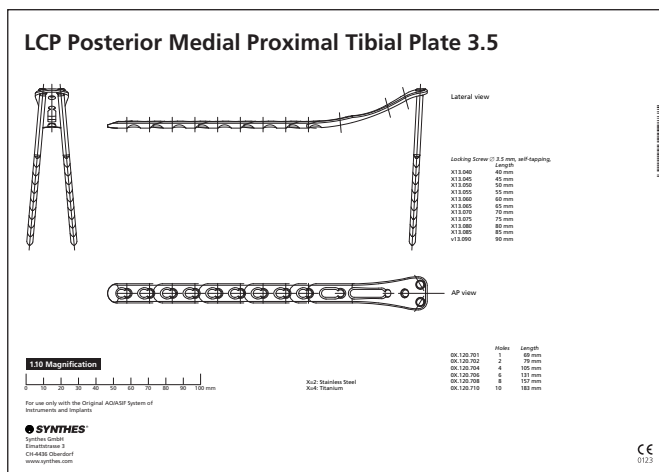 LCP Posterior Medial Proximal Tibial Plate 3.5
Lateral view
Locking Screw ∅ 3.5 mm, self-tapping,
Length
X13.040 40 mm
X13.045 45 mm
X13.050 50 mm
X13.055 55 mm
X13.060 60 mm
X13.065 65 mm
X13.070 70 mm
X13.075 75 mm
X13.080 80 mm
X13.085 85 mm
v13.090 90 mm
AP view
Holes Length
0X.120.701 1 69 mm
0X.120.702 2 79 mm
0X.120.704 4 105 mm
0X.120.706 6 131 mm
0X.120.708 8 157 mm
0X.120.710 10 183 mm
1.10 Magnification
0 10 20 30 40 50 60 70 80 90 100 mm
X=2: Stainless Steel
X=4: Titanium
For use only with the Original AO/ASIF System of
Instruments and Implants
SYNTHES®
Synthes GmbH
Eimattstrasse 3
CH-4436 Oberdorf
www.synthes.com
CE
0123